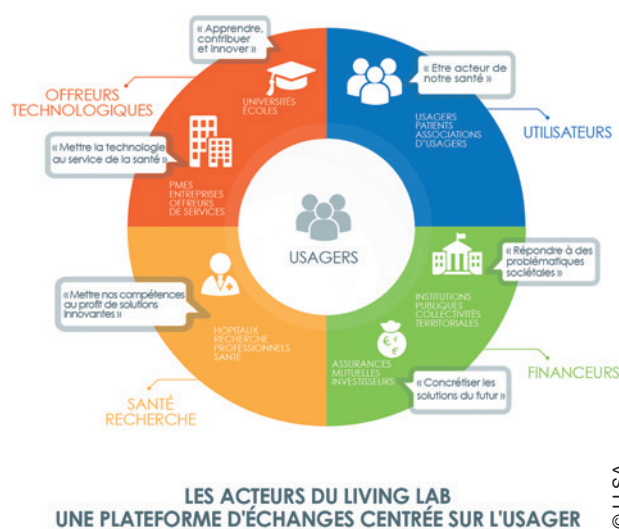 « Apprendre,
contribuer
et innover »
OFFREURS
TECHNOLOGIQUES
UNIVERSITÉS
ÉCOLES
« Mettre la technologie
au service de la santé »
PMES
ENTREPRISES
OFFREURS
DE SERVICES
« Etre acteur de
notre santé »
USAGERS
PATIENTS
ASSOCIATIONS
D'USAGERS
UTILISATEURS
USAGERS
« Mettre nos compétences
au profit de solutions
innovantes »
HOPITAUX
RECHERCHE
PROFESSIONNELS
SANTÉ
SANTÉ
RECHERCHE
« Répondre à des
problématiques
sociétales »
INSTITUTIONS
PUBLIQUES
COLLECTIVITÉS
TERRITORIALES
ASSURANCES
MUTUELLES
INVESTISSEURS
« Concrétiser les
solutions du futur »
FINANCEURS
LES ACTEURS DU LIVING LAB
UNE PLATEFORME D'ÉCHANGES CENTRÉE SUR L'USAGER